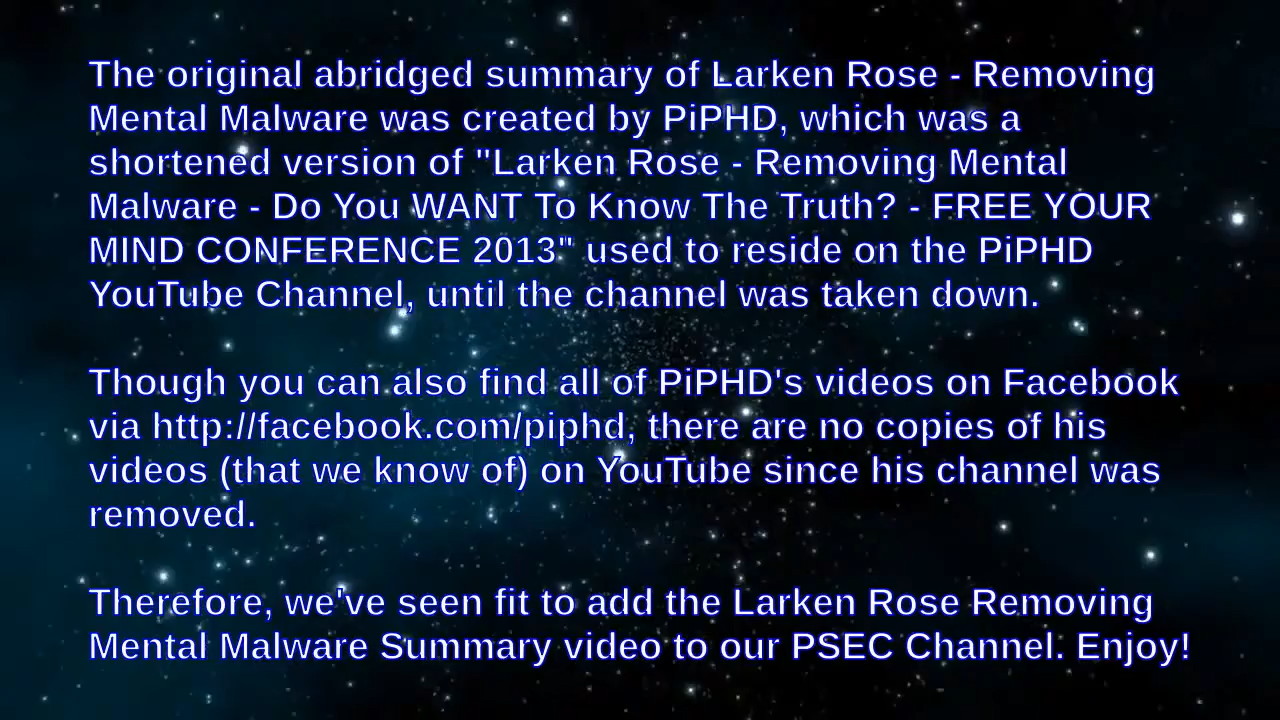 The original abridged summary of Larken Rose - Removing
Mental Malware was created by PiPHD, which was a
shortened version of "Larken Rose - Removing Mental
Malware - Do You WANT To Know The Truth? - FREE YOUR
MIND CONFERENCE 2013" used to reside on the PiPHD
YouTube Channel, until the channel was taken down.
Though you can also find all of PiPHD's videos on Facebook
via http://facebook.com/piphd, there are no copies of his
videos (that we know of) on YouTube since his channel was
removed.
Therefore, we've seen fit to add the Larken Rose Removing
Mental Malware Summary video to our PSEC Channel. Enjoy!